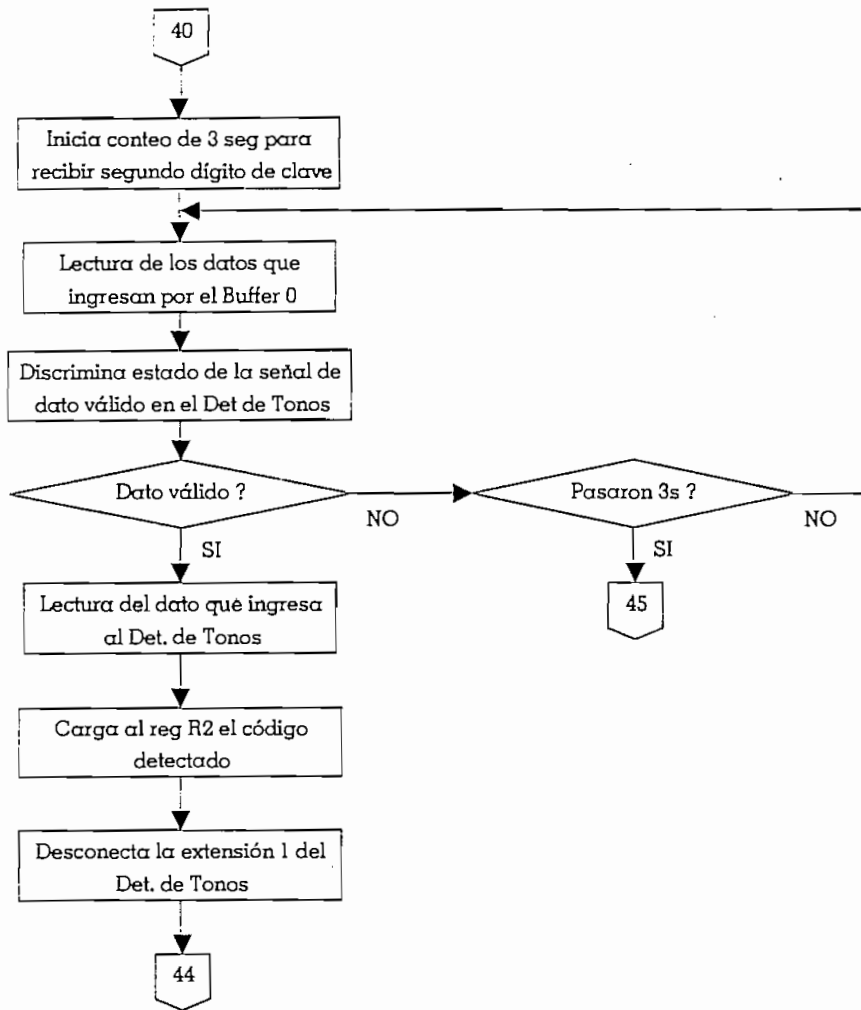 40
Inicia conteo de 3 seg para
recibir segundo dígito de clave
Lectura de los datos que
ingresan por el Buffer 0
Discrimina estado de la señal de
dato válido en el Det de Tonos
Dato válido ?
NO
SI
Pasaron 3s ?
NO
SI
45
Lectura del dato que ingresa
al Det. de Tonos
Carga al reg R2 el código
detectado
Desconecta la extensión 1 del
Det. de Tonos
44